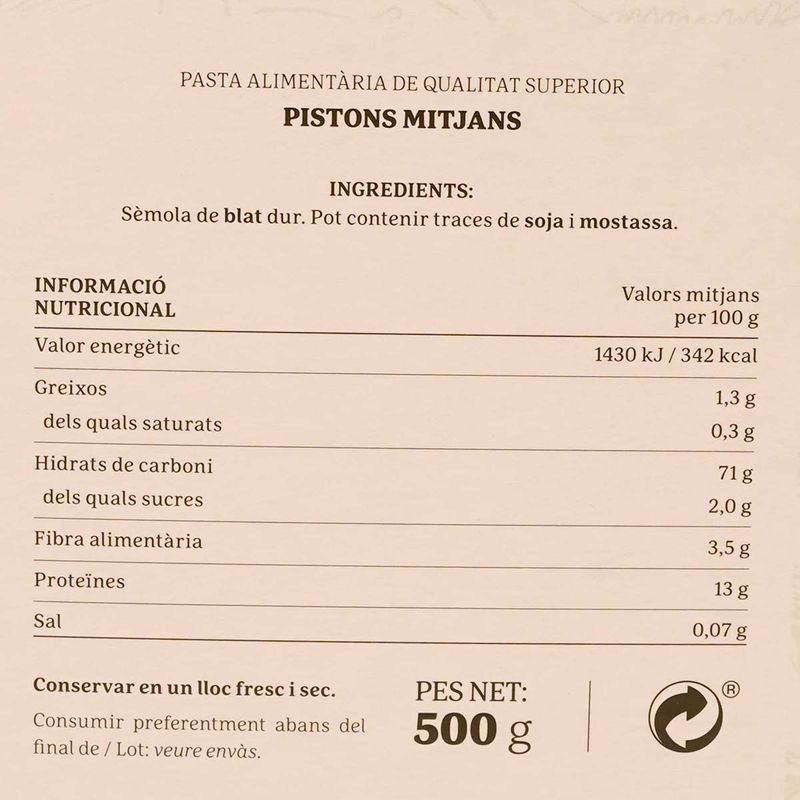 PASTA ALIMENTÀRIA DE QUALITAT SUPERIOR
PISTONS MITJANS
INGREDIENTS:
Sèmola de blat dur. Pot contenir traces de soja i mostassa.
INFORMACIÓ
NUTRICIONAL
Valors mitjans
per 100 g
Valor energètic 1430 kJ / 342 kcal
Greixos 1,3 g
dels quals saturats 0,3 g
Hidrats de carboni 71 g
dels quals sucres 2,0 g
Fibra alimentària 3,5 g
Proteïnes 13 g
Sal 0,07 g
Conservar en un lloc fresc i sec.
Consumir preferentment abans del
final de / Lot: veure envàs.
PES NET:
500 g
®